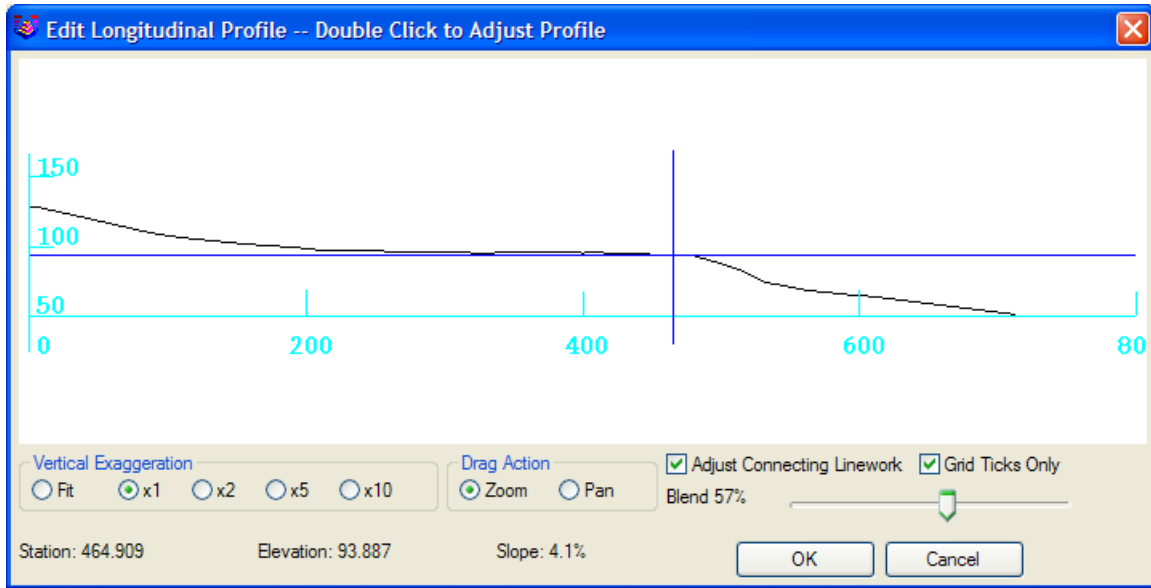 Edit Longitudinal Profile -- Double Click to Adjust Profile
150
100
50
0 200 400 600 80
Vertical Exaggeration
Fit x1 x2 x5 x10
Drag Action
Zoom Pan
Adjust Connecting Linework Grid Ticks Only
Blend 57%
Station: 464.909 Elevation: 93.887 Slope: 4.1%
OK Cancel